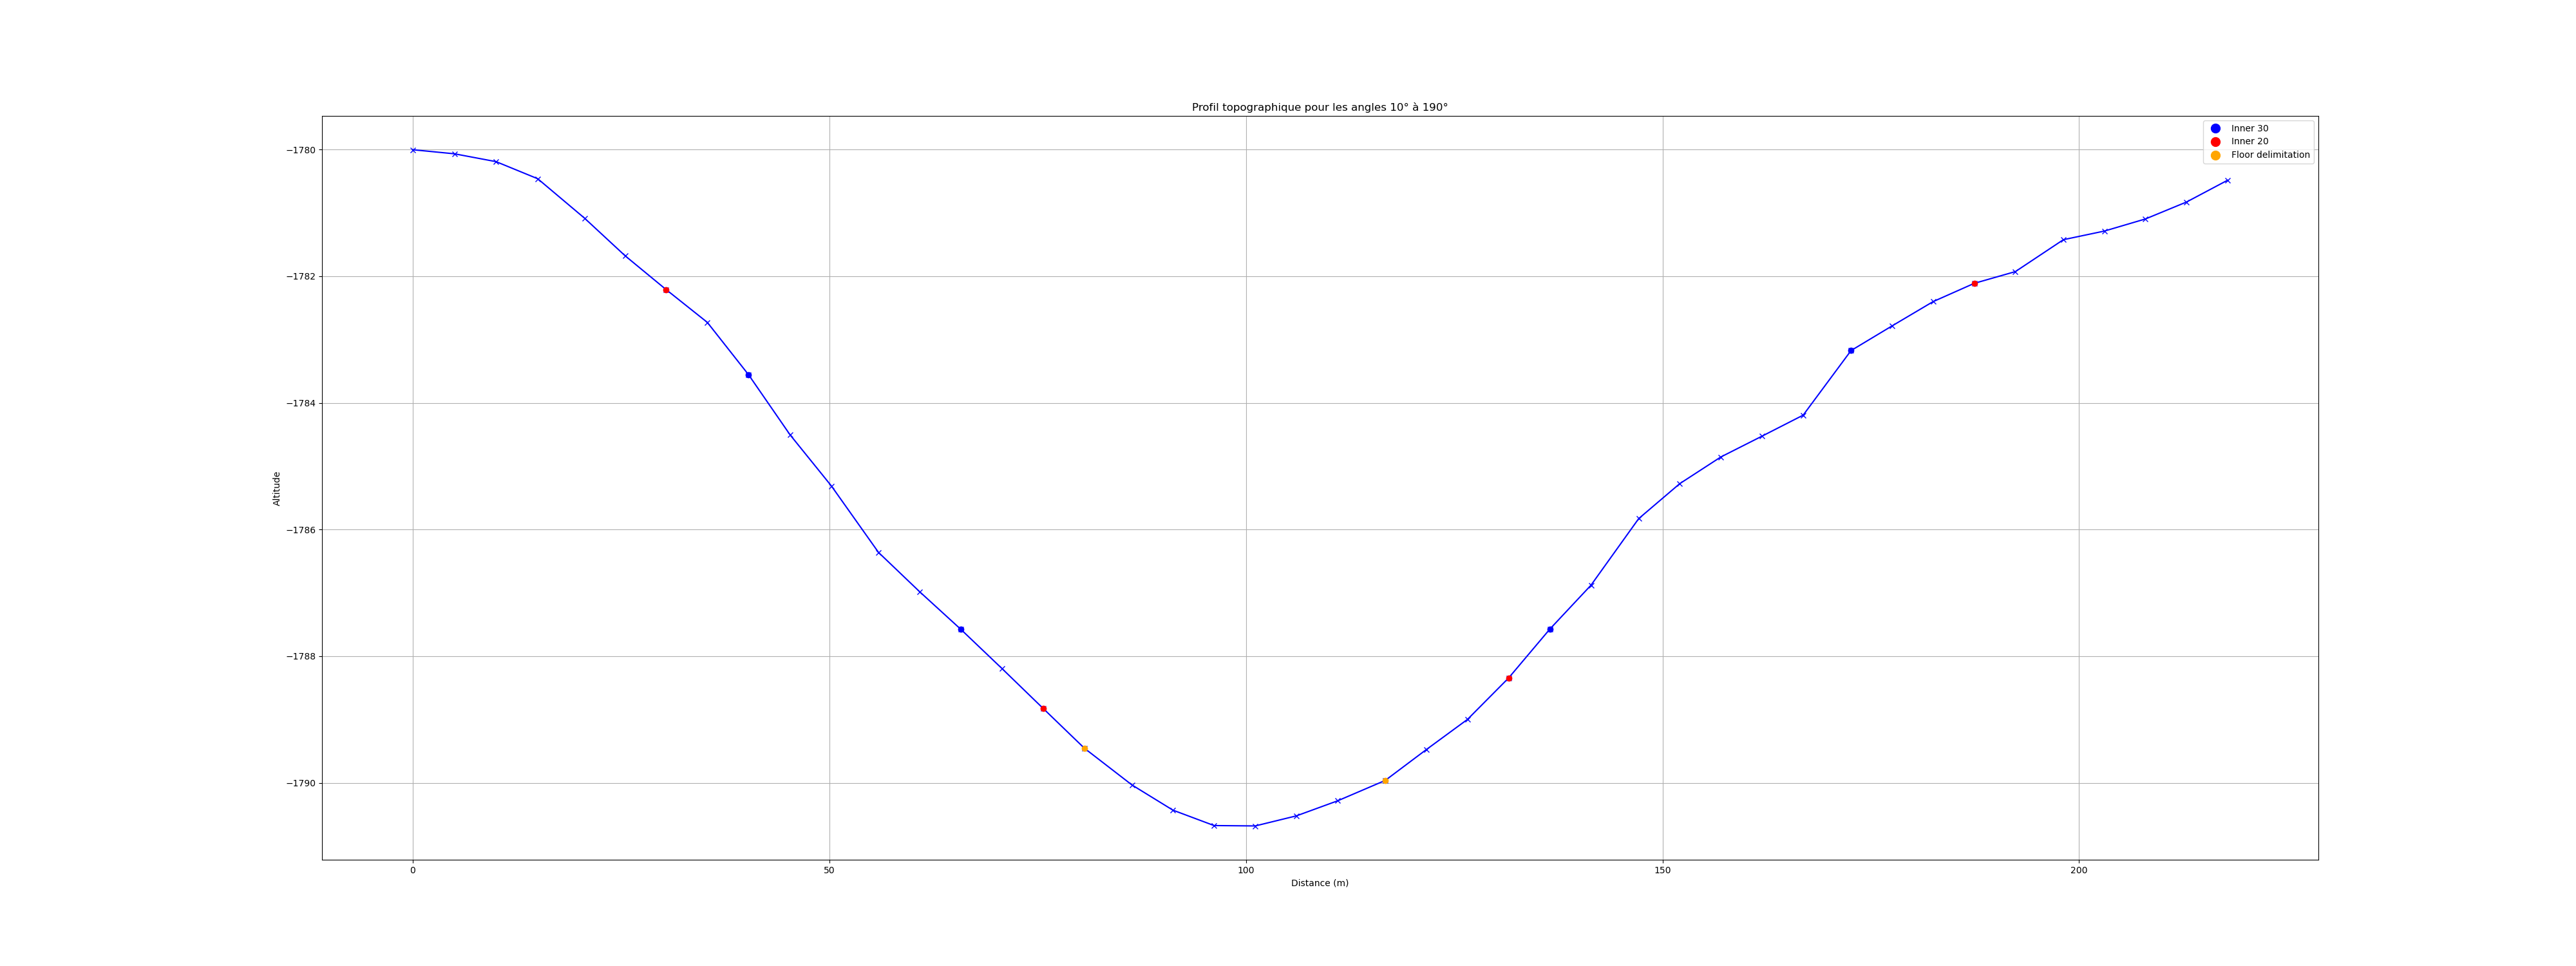 Profil topographique pour les angles 10° à 190°
Inner 30
Inner 20
Floor delimitation
−1780
−1782
−1784
−1786
−1788
−1790
Altitude
0 50 100 150 200
Distance (m)